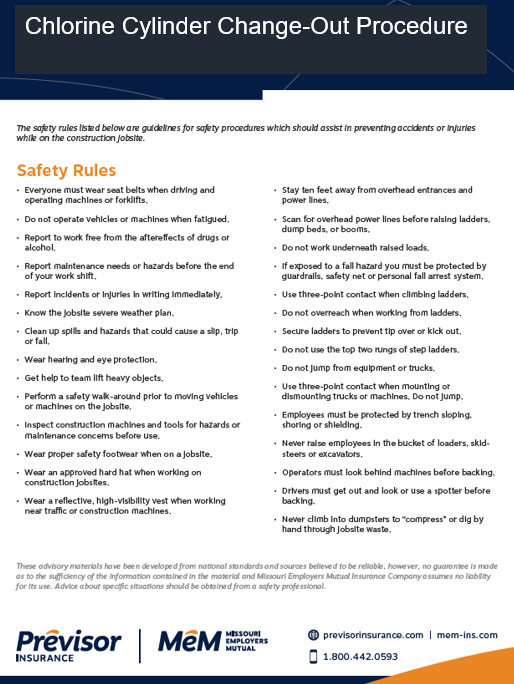 Chlorine Cylinder Change-Out Procedure
The safety rules listed below are guidelines for safety procedures which should assist in preventing accidents or injuries
while on the construction jobsite.
Safety Rules
• Everyone must wear seat belts when driving and
operating machines or forklifts.
• Do not operate vehicles or machines when fatigued.
• Report to work free from the aftereffects of drugs or
alcohol.
• Report maintenance needs or hazards before the end
of your work shift.
• Report incidents or injuries in writing immediately.
• Know the jobsite severe weather plan.
• Clean up spills and hazards that could cause a slip, trip
or fall.
• Wear hearing and eye protection.
• Get help to team lift heavy objects.
• Perform a safety walk-around prior to moving vehicles
or machines on the jobsite.
• Inspect construction machines and tools for hazards or
maintenance concerns before use.
• Wear proper safety footwear when on a jobsite.
• Wear an approved hard hat when working on
construction jobsites.
• Wear a reflective, high-visibility vest when working
near traffic or construction machines.
• Stay ten feet away from overhead entrances and
power lines.
• Scan for overhead power lines before raising ladders,
dump beds, or booms.
• Do not work underneath raised loads.
• If exposed to a fall hazard you must be protected by
guardrails, safety net or personal fall arrest system.
• Use three-point contact when climbing ladders.
• Do not overreach when working from ladders.
• Secure ladders to prevent tip over or kick out.
• Do not use the top two rungs of step ladders.
• Do not jump from equipment or trucks.
• Use three-point contact when mounting or
dismounting trucks or machines. Do not jump.
• Employees must be protected by trench sloping,
shoring or shielding.
• Never raise employees in the bucket of loaders, skid-
steers or excavators.
• Operators must look behind machines before backing.
• Drivers must get out and look or use a spotter before
backing.
• Never climb into dumpsters to “compress” or dig by
hand through jobsite waste.
These advisory materials have been developed from national standards and sources believed to be reliable, however, no guarantee is made
as to the sufficiency of the information contained in the material and Missouri Employers Mutual Insurance Company assumes no liablity
for its use. Advice about specific situations should be obtained from a safety professional.
Prēvisor
INSURANCE
MēM
MISSOURI
EMPLOYERS
MUTUAL
previsorinsurance.com | mem-ins.com
1.800.442.0593